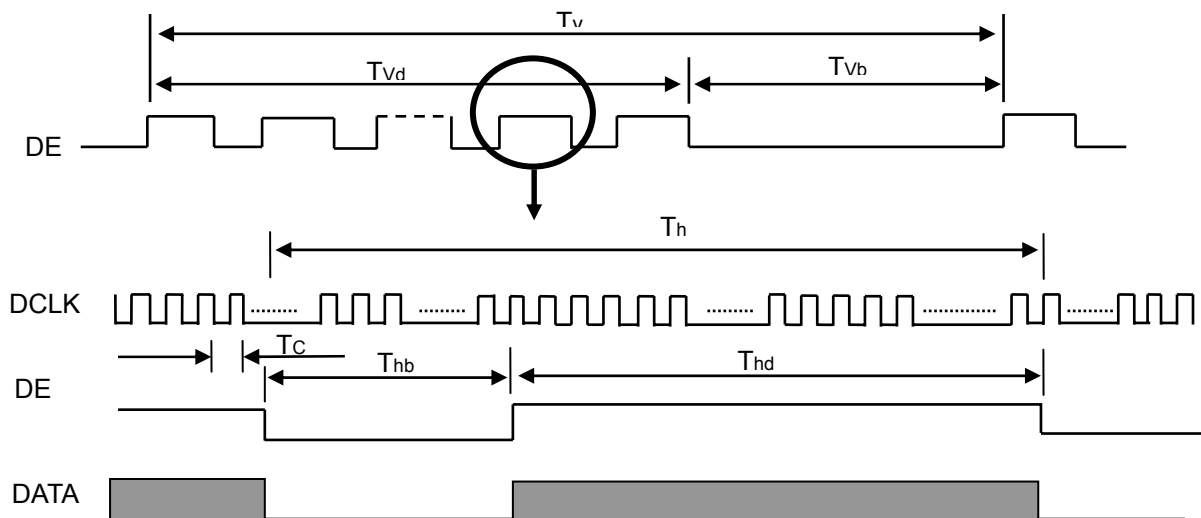 Tv
TVd
TVb
DE
Th
DCLK
TC
Thb
Thd
DE
DATA